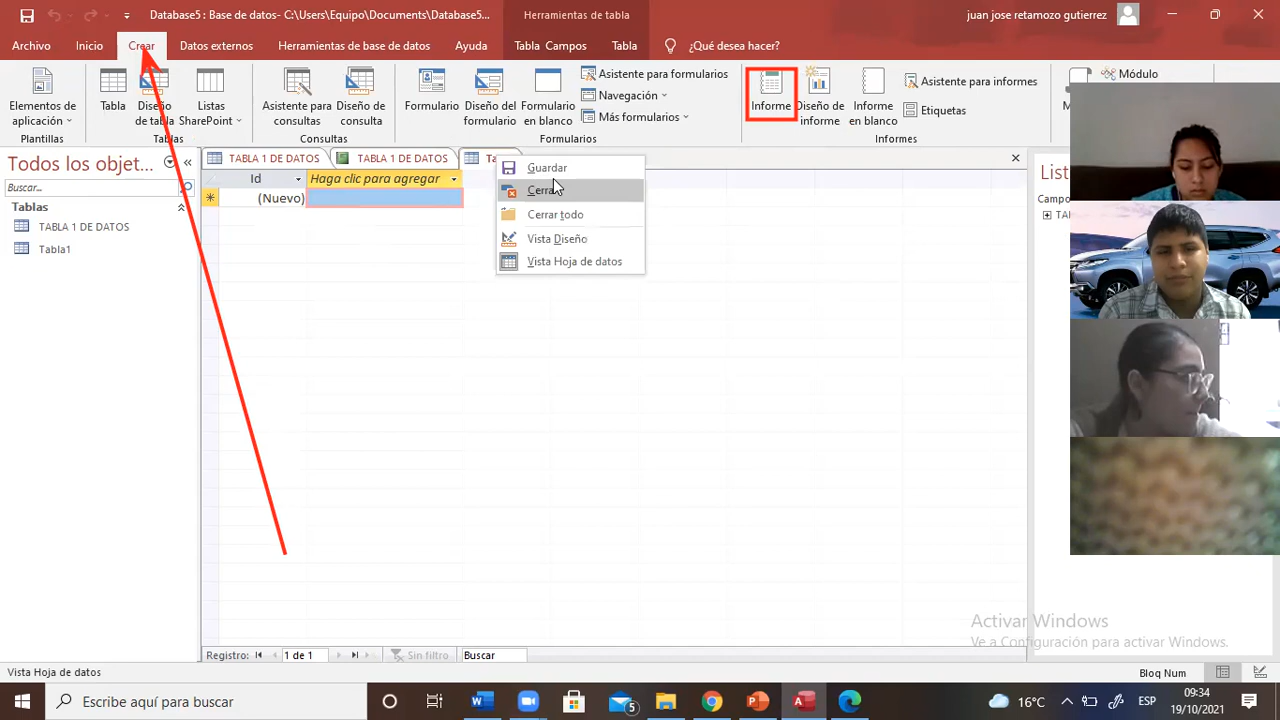 Database5 : Base de datos- C:\Users\Equipo\Documents\Database5...
Herramientas de tabla
juan jose retamozo gutierrez
Archivo Inicio Crear Datos externos Herramientas de base de datos Ayuda Tabla Campos Tabla ¿Qué desea hacer?
Elementos de aplicación
Plantillas
Tabla
Diseño de tabla
Listas SharePoint
Tablas
Asistente para consultas
Diseño de consulta
Consultas
Formulario
Diseño del formulario
Formulario en blanco
Asistente para formularios
Navegación
Más formularios
Formularios
Informe
Diseño de informe
Informe en blanco
Asistente para informes
Etiquetas
Informes
Módulo
Todos los objet...
Buscar...
Tablas
TABLA 1 DE DATOS
Tabla1
TABLA 1 DE DATOS
TABLA 1 DE DATOS
Id
Haga clic para agregar
(Nuevo)
Guardar
Cerrar todo
Vista Diseño
Vista Hoja de datos
List
Campo
Registro: 1 de 1 Sin filtro Buscar
Activar Windows
Ve a Configuración para activar Windows.
Vista Hoja de datos
Bloq Num
Escribe aquí para buscar
5
16°C
ESP
09:34
19/10/2021